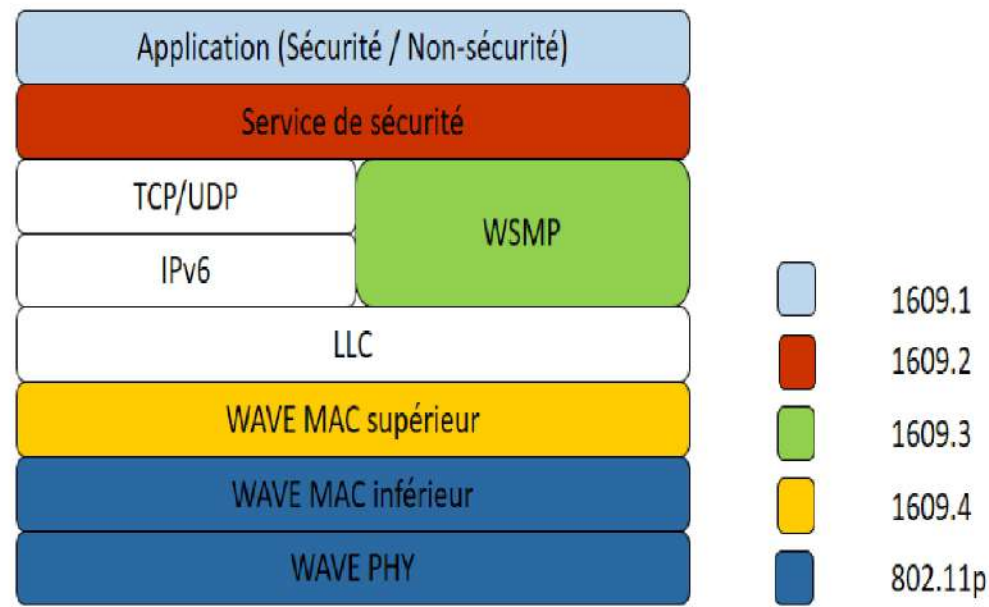 Application (Sécurité / Non-sécurité)
Service de sécurité
TCP/UDP
WSMP
IPv6
LLC
WAVE MAC supérieur
WAVE MAC inférieur
WAVE PHY
1609.1
1609.2
1609.3
1609.4
802.11p